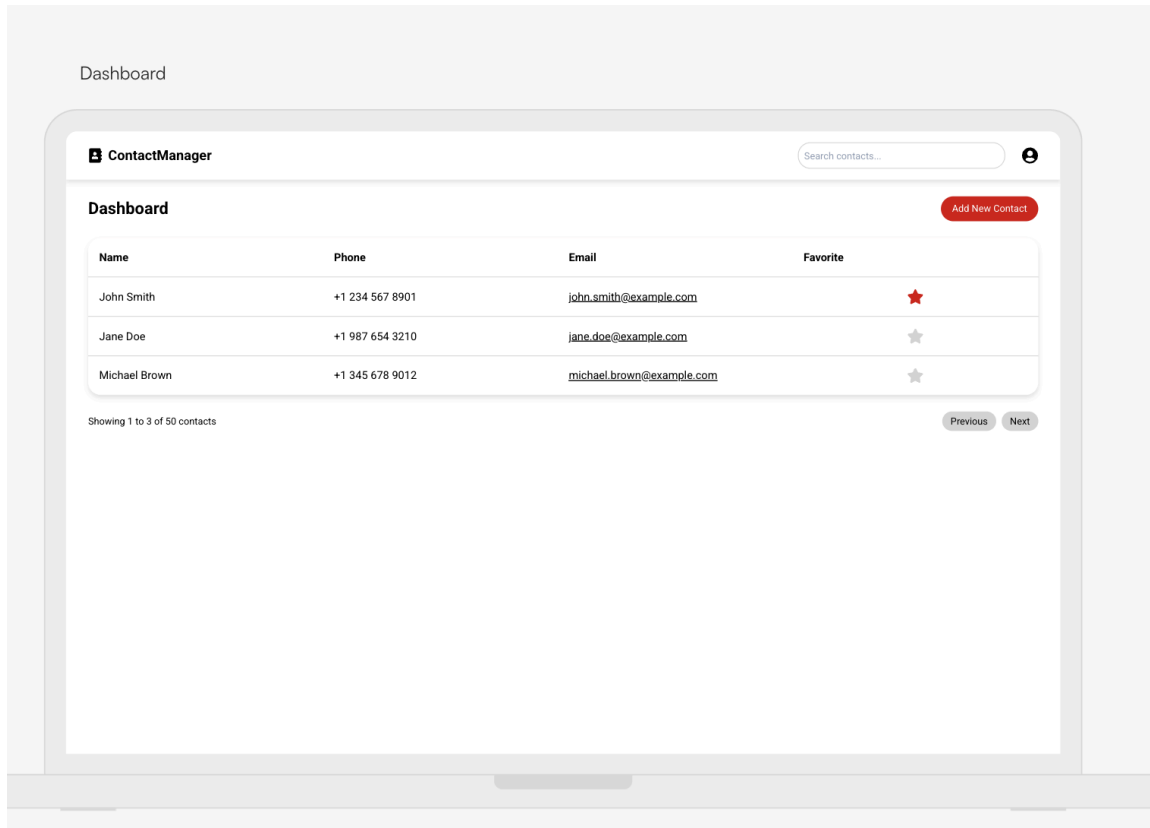 Dashboard
ContactManager
Search contacts...
Dashboard
Add New Contact
Name Phone Email Favorite
John Smith +1 234 567 8901 john.smith@example.com
Jane Doe +1 987 654 3210 jane.doe@example.com
Michael Brown +1 345 678 9012 michael.brown@example.com
Showing 1 to 3 of 50 contacts
Previous Next